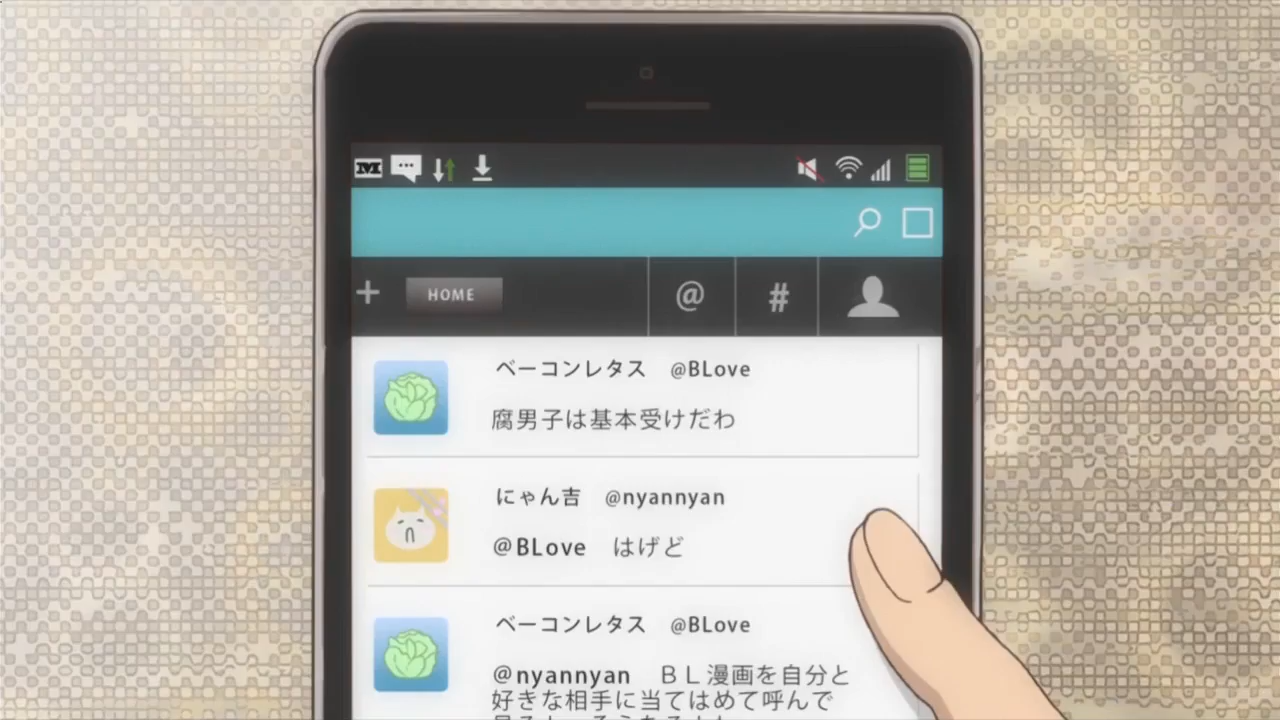 HOME @ #
ベーコンレタス @BLove
腐男子は基本受けだわ
にゃん吉 @nyannyan
@BLove はげど
ベーコンレタス @BLove
@nyannyan BL漫画を自分と
好きな相手に当てはめて呼んで